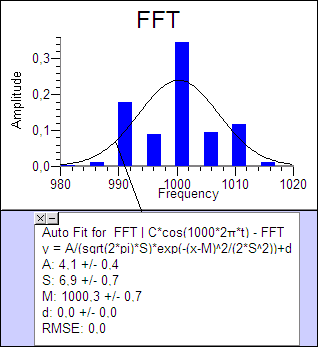 FFT
Amplitude
0,3
0,2
0,1
0,0
980
990
1000
1010
1020
Frequency
Auto Fit for FFT | C*cos(1000*2π*t) - FFT
y = A/(sqrt(2*pi)*S)*exp(-(x-M)^2/(2*S^2))+d
A: 4,1 +/- 0,4
S: 6,9 +/- 0,7
M: 1000,3 +/- 0,7
d: 0,0 +/- 0,0
RMSE: 0,0